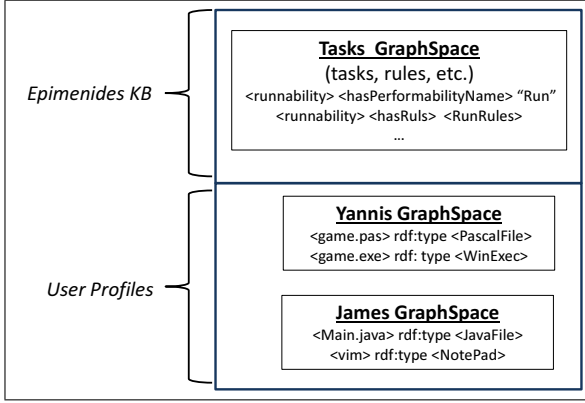 Epimenides KB
Tasks GraphSpace
(tasks, rules, etc.)
<runnability> <hasPerformabilityName> “Run”
<runnability> <hasRuls> <RunRules>
...
User Profiles
Yannis GraphSpace
<game.pas> rdf:type <PascalFile>
<game.exe> rdf: type <WinExec>
James GraphSpace
<Main.java> rdf:type <JavaFile>
<vim> rdf:type <NotePad>